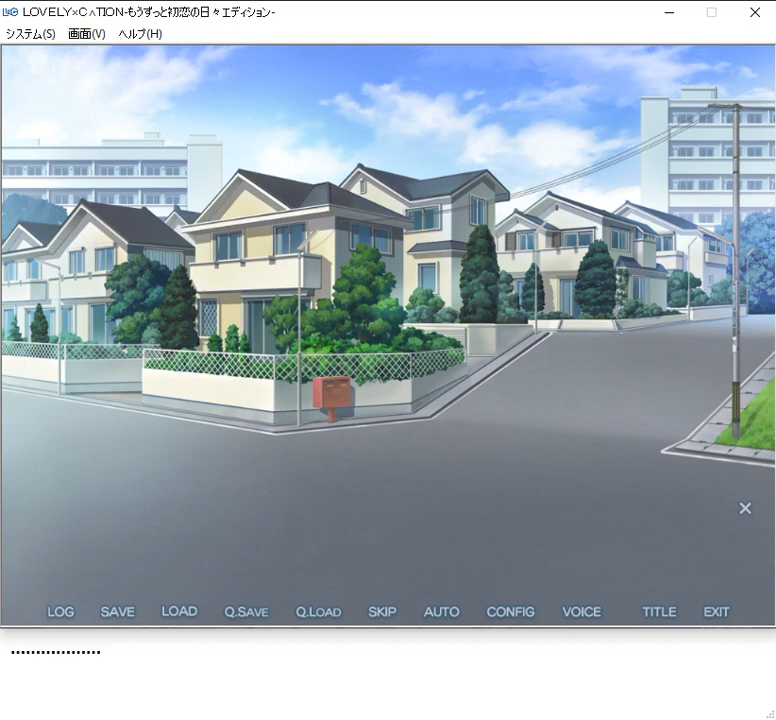 LOVELY×C∧TION-もうずっと初恋の日々エディション-
システム(S) 画面(V) ヘルプ(H)
LOG SAVE LOAD Q.SAVE Q.LOAD SKIP AUTO CONFIG VOICE TITLE EXIT
..................